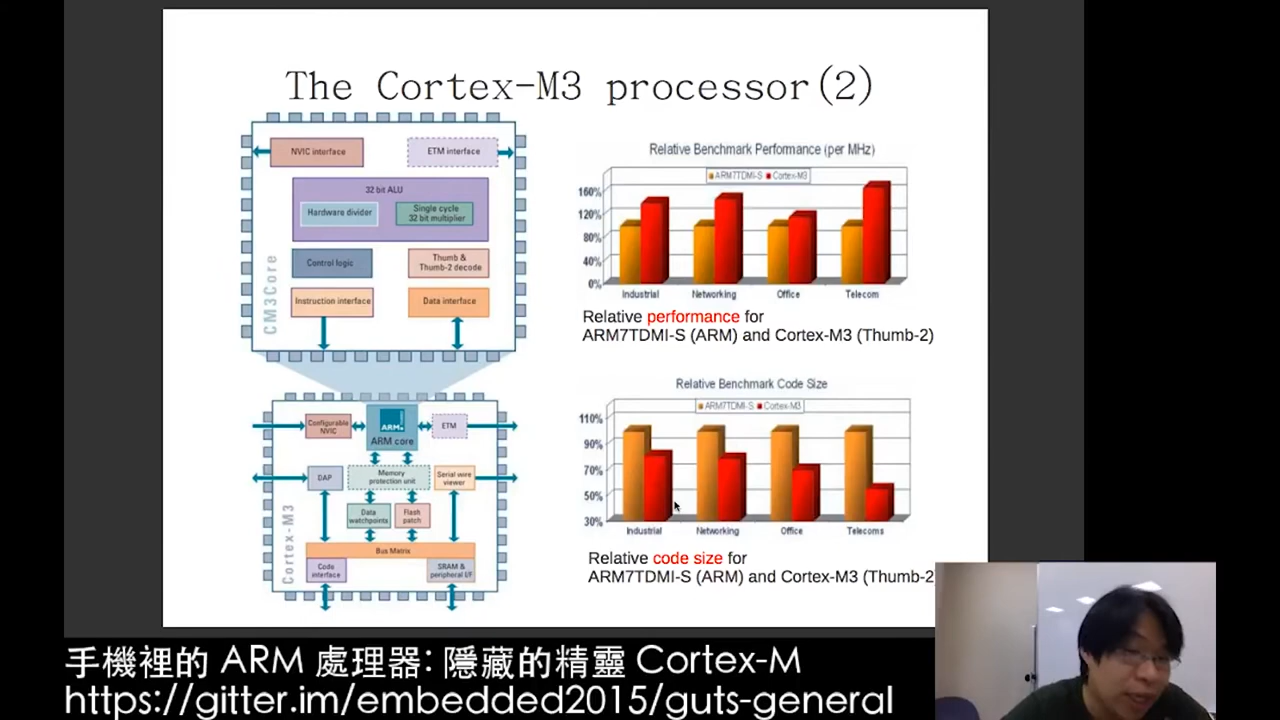 The Cortex-M3 processor(2)
NVIC interface
ETM interface
32 bit ALU
Hardware divider
Single cycle
32 bit multiplier
Control logic
Thumb &
Thumb-2 decode
Instruction interface
Data interface
CM3Core
Configurable
NVIC
ARM
ARM core
ETM
DAP
Memory
protection unit
Serial wire
viewer
Data
watchpoints
Flash
patch
Bus Matrix
Code
interface
SRAM &
peripheral I/F
Cortex-M3
Relative Benchmark Performance (per MHz)
ARM7TDMI-S Cortex-M3
160%
120%
80%
40%
0%
Industrial Networking Office Telecom
Relative performance for
ARM7TDMI-S (ARM) and Cortex-M3 (Thumb-2)
Relative Benchmark Code Size
ARM7TDMI-S Cortex-M3
110%
90%
70%
50%
30%
Industrial Networking Office Telecoms
Relative code size for
ARM7TDMI-S (ARM) and Cortex-M3 (Thumb-2
手機裡的 ARM 處理器: 隱藏的精靈 Cortex-M
https://gitter.im/embedded2015/guts-general